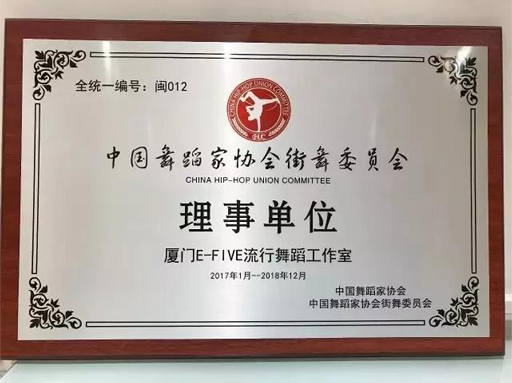 全统一编号：闽012
CHINA HIP-HOP UNION COMMITTEE
中国舞蹈家协会街舞委员会
CHINA HIP-HOP UNION COMMITTEE
理事单位
厦门E-FIVE流行舞蹈工作室
2017年1月--2018年12月
中国舞蹈家协会
中国舞蹈家协会街舞委员会